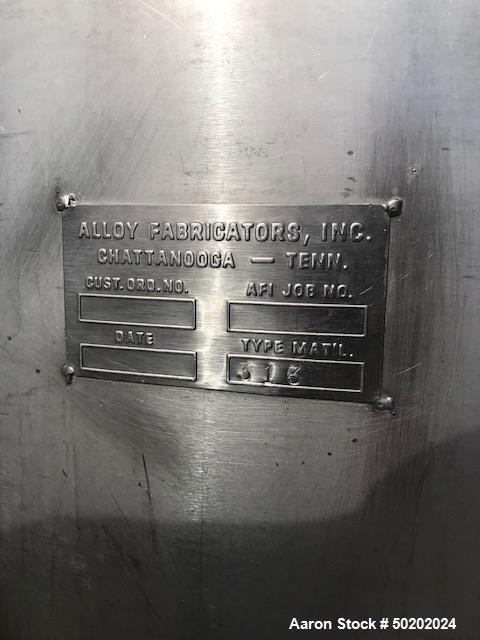 ALLOY FABRICATORS, INC.
CHATTANOOGA — TENN.
CUST. ORD. NO. AFI JOB NO.
DATE TYPE MAT'L.
316
Aaron Stock # 50202024